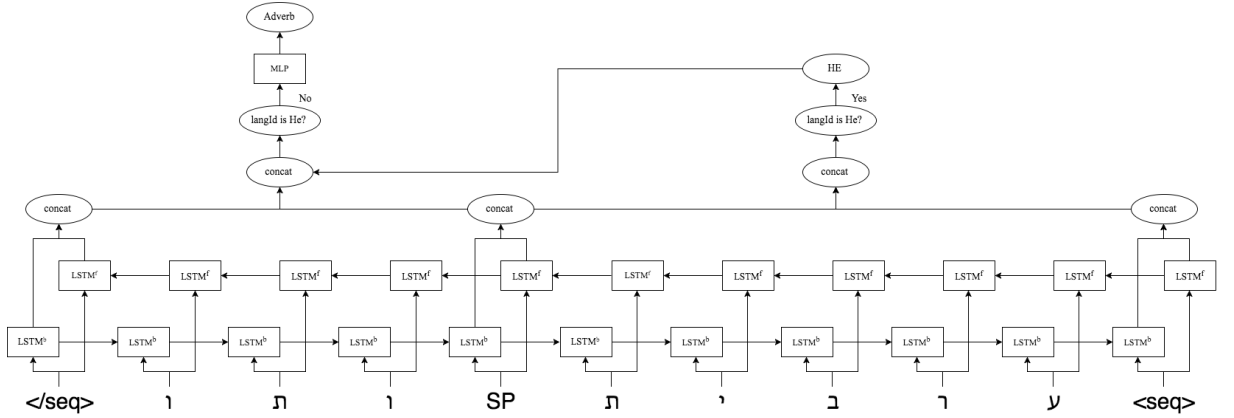 Adverb
MLP
HE
No
Yes
langId is He?
langId is He?
concat
concat
concat
concat
concat
LSTMᶠ LSTMᶠ LSTMᶠ LSTMᶠ LSTMᶠ LSTMᶠ LSTMᶠ LSTMᶠ LSTMᶠ LSTMᶠ LSTMᶠ
LSTMᵇ LSTMᵇ LSTMᵇ LSTMᵇ LSTMᵇ LSTMᵇ LSTMᵇ LSTMᵇ LSTMᵇ LSTMᵇ LSTMᵇ
<seq> ע ר ב י ת SP ו ת ו </seq>